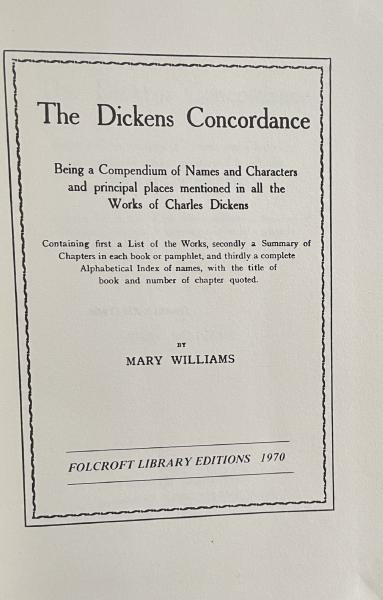 The Dickens Concordance
Being a Compendium of Names and Characters
and principal places mentioned in all the
Works of Charles Dickens
Containing first a List of the Works, secondly a Summary of
Chapters in each book or pamphlet, and thirdly a complete
Alphabetical Index of names, with the title of
book and number of chapter quoted.
BY
MARY WILLIAMS
FOLCROFT LIBRARY EDITIONS 1970